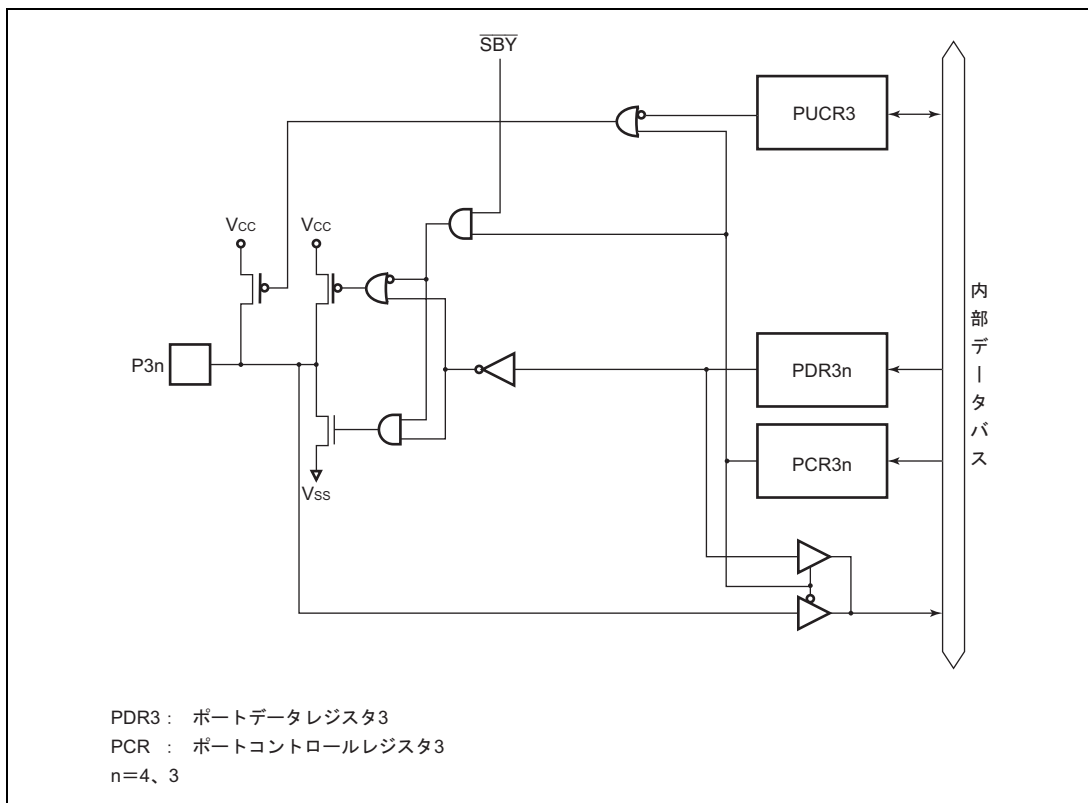 SBY
PUCR3
VCC VCC
P3n
PDR3n
PCR3n
VSS
内部データバス
PDR3 : ポートデータレジスタ3
PCR : ポートコントロールレジスタ3
n＝4、3